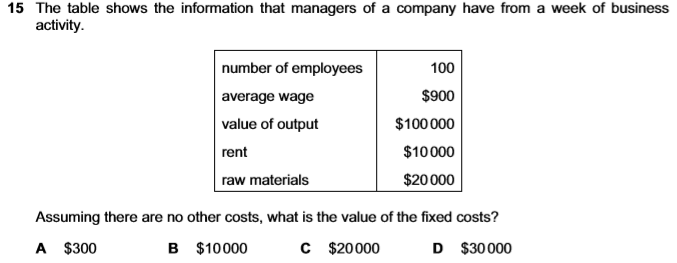 15 The table shows the information that managers of a company have from a week of business
activity.
number of employees 100
average wage $900
value of output $100 000
rent $10 000
raw materials $20 000
Assuming there are no other costs, what is the value of the fixed costs?
A $300 B $10 000 C $20 000 D $30 000